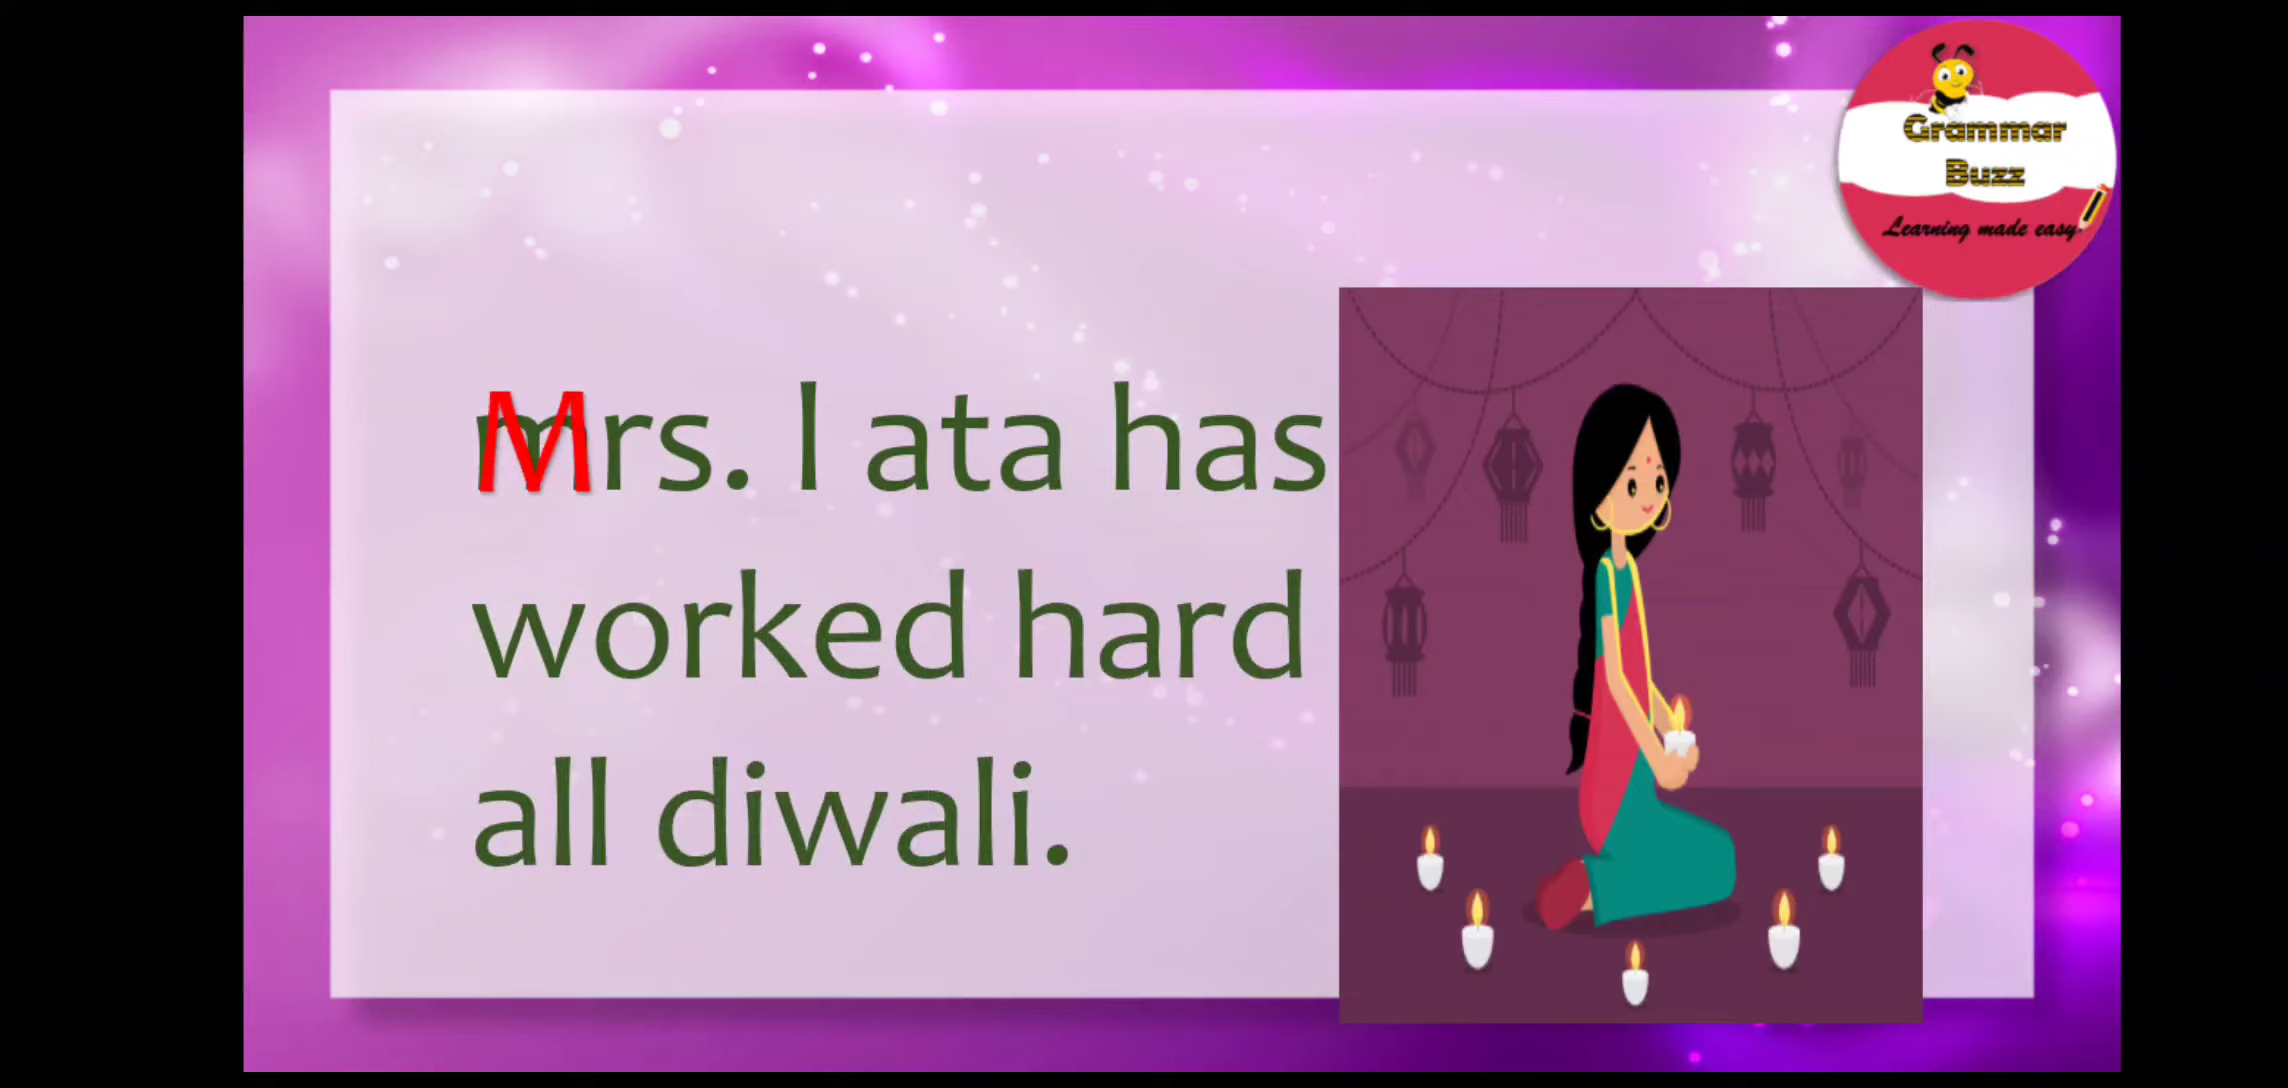 Grammar
Buzz
Learning made easy
Mrs. l ata has
worked hard
all diwali.